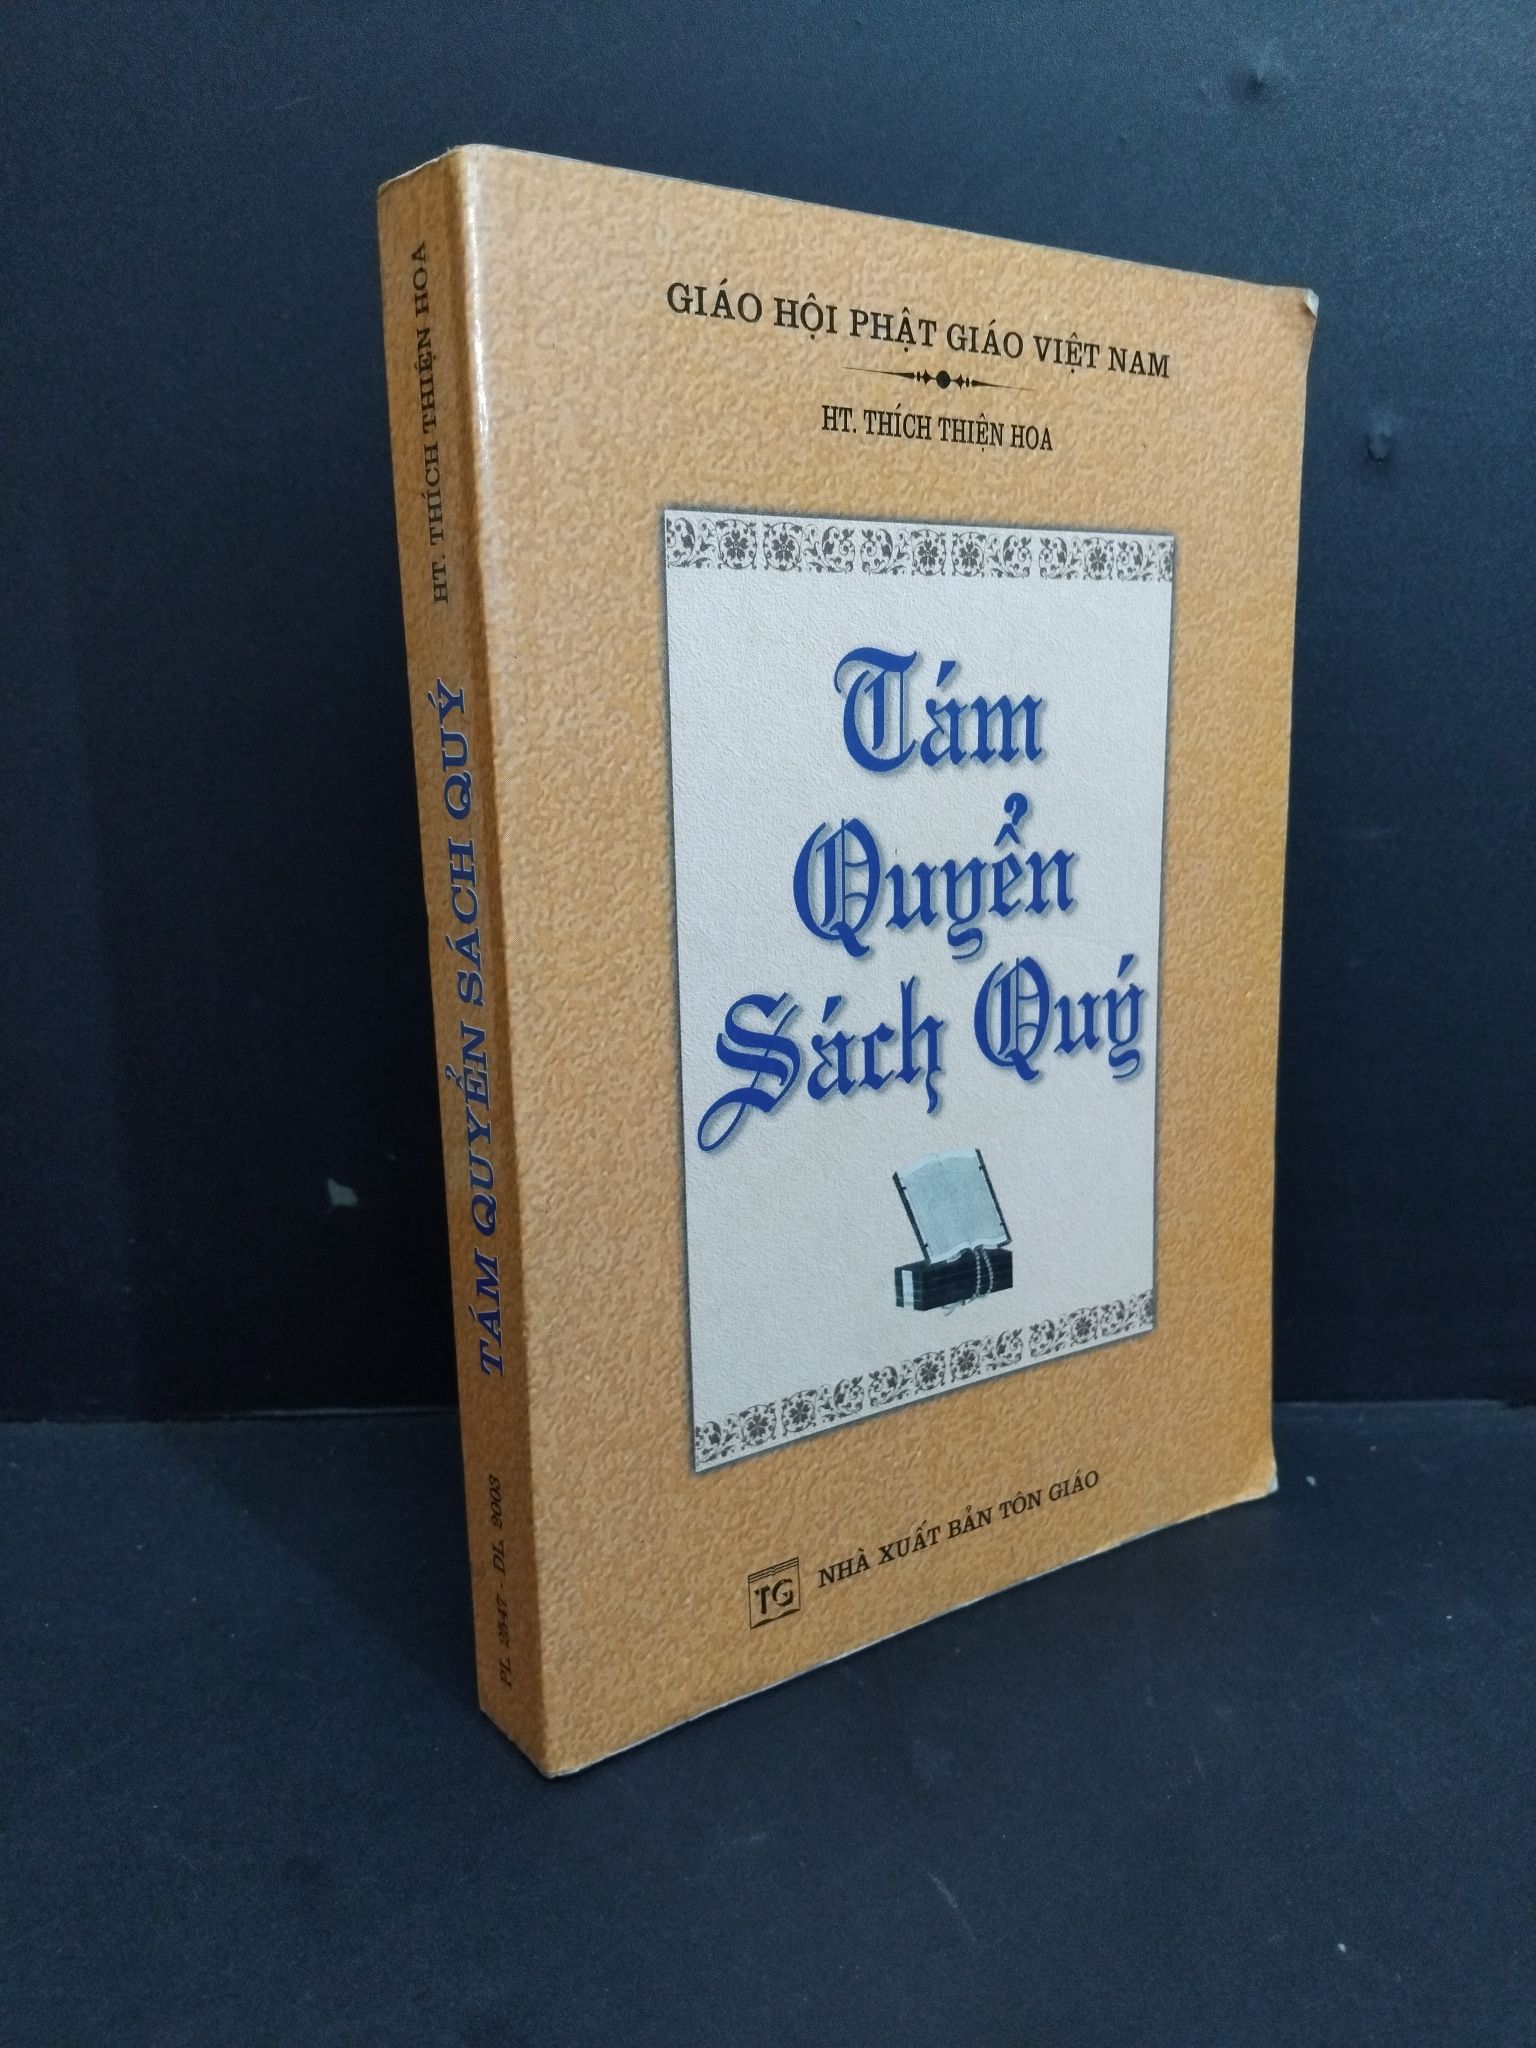 GIÁO HỘI PHẬT GIÁO VIỆT NAM
HT. THÍCH THIỆN HOA
Tám
Quyển
Sách Quý
TG NHÀ XUẤT BẢN TÔN GIÁO
HT. THÍCH THIỆN HOA
TÁM QUYỂN SÁCH QUÝ
PL 2547 - DL 2003